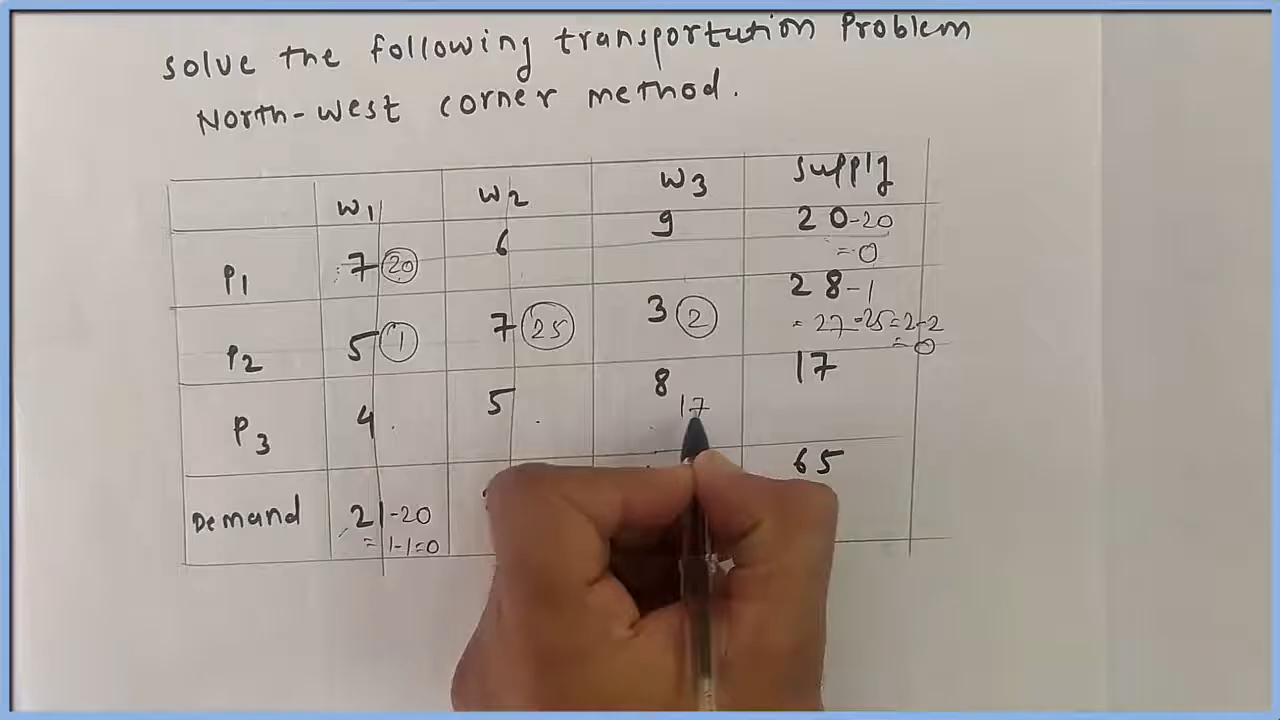 solve the following transportution Problem
North-west corner method.
W1 W2 W3 supply
P1 7 20 6 9 20-20
=0
P2 5 1 7 25 3 2 28-1
=27-25=2-2
=0
P3 4 5 8 17 17
Demand 21-20 65
=1-1=0